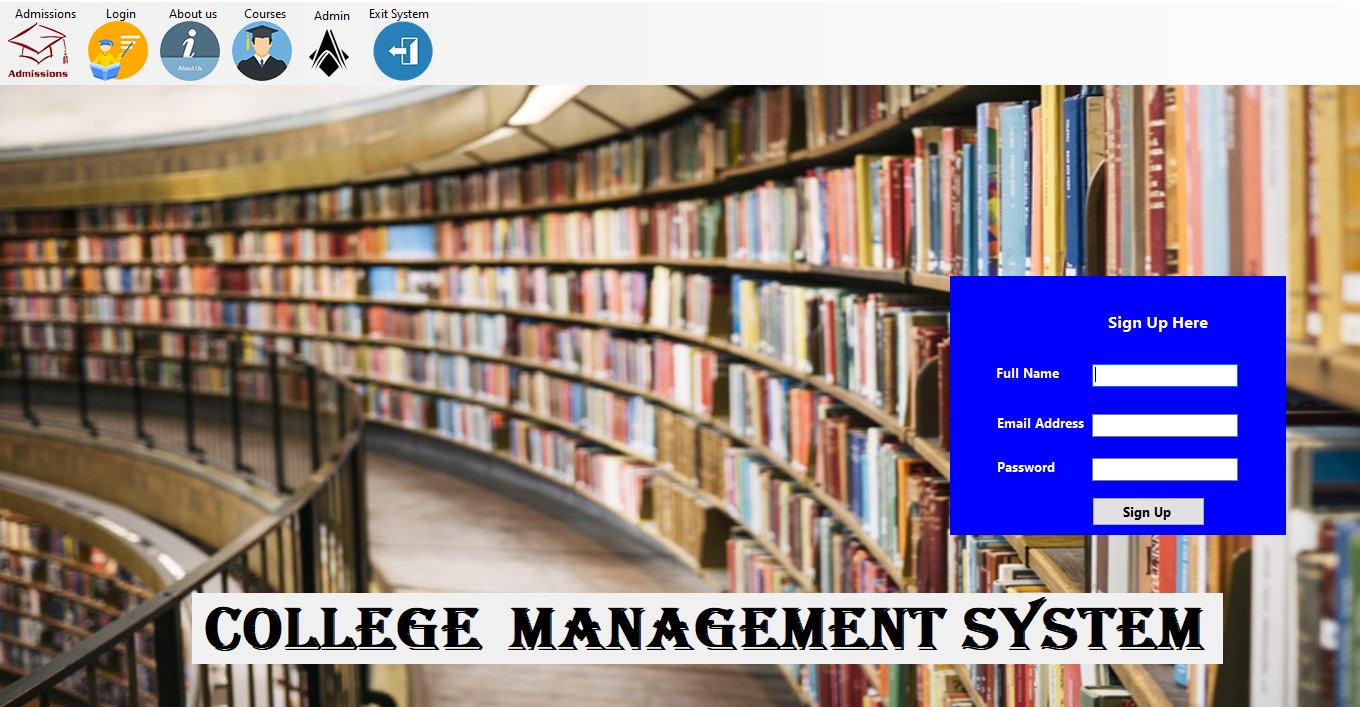 Admissions Login About us Courses Admin Exit System
Admissions
About Us
Sign Up Here
Full Name
Email Address
Password
Sign Up
COLLEGE MANAGEMENT SYSTEM